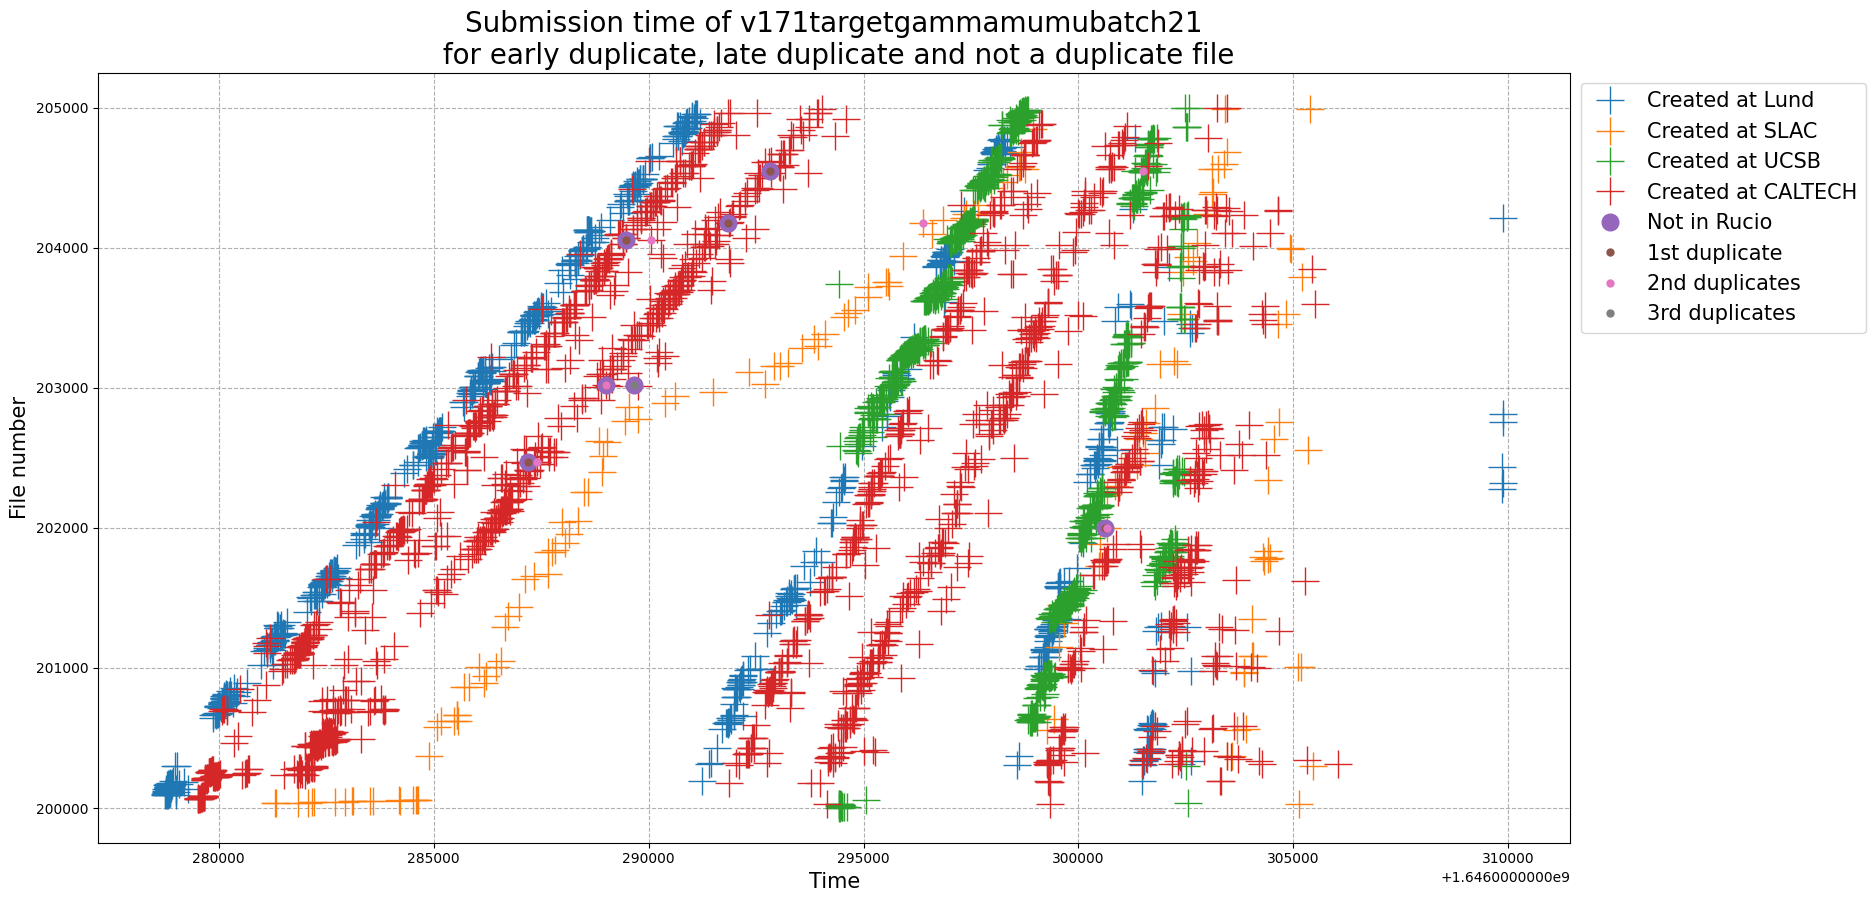 Submission time of v171targetgammamumubatch21
for early duplicate, late duplicate and not a duplicate file
Created at Lund
Created at SLAC
Created at UCSB
Created at CALTECH
Not in Rucio
1st duplicate
2nd duplicates
3rd duplicates
File number
205000
204000
203000
202000
201000
200000
280000 285000 290000 295000 300000 305000 310000
Time
+1.6460000000e9